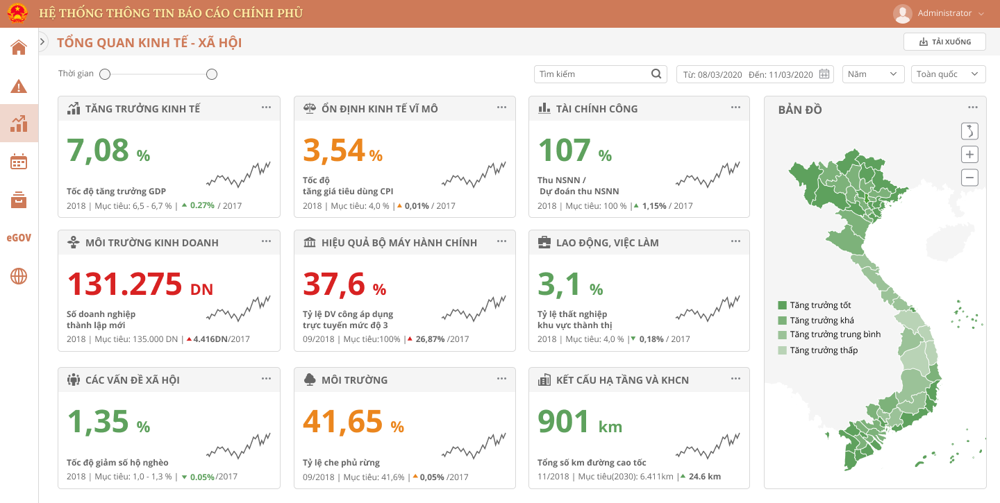 HỆ THỐNG THÔNG TIN BÁO CÁO CHÍNH PHỦ
Administrator
TỔNG QUAN KINH TẾ - XÃ HỘI
TẢI XUỐNG
Thời gian
Tìm kiếm
Từ: 08/03/2020 Đến: 11/03/2020
Năm
Toàn quốc
eGOV
TĂNG TRƯỞNG KINH TẾ
7,08 %
Tốc độ tăng trưởng GDP
2018 | Mục tiêu: 6,5 - 6,7 % | ▲ 0.27% / 2017
ỔN ĐỊNH KINH TẾ VĨ MÔ
3,54 %
Tốc độ
tăng giá tiêu dùng CPI
2018 | Mục tiêu: 4,0 % | ▲ 0,01% / 2017
TÀI CHÍNH CÔNG
107 %
Thu NSNN /
Dự đoán thu NSNN
2018 | Mục tiêu: 100 % | ▲ 1,15% / 2017
MÔI TRƯỜNG KINH DOANH
131.275 DN
Số doanh nghiệp
thành lập mới
2018 | Mục tiêu: 135.000 DN | ▲ 4.416DN/2017
HIỆU QUẢ BỘ MÁY HÀNH CHÍNH
37,6 %
Tỷ lệ DV công áp dụng
trực tuyến mức độ 3
09/2018 | Mục tiêu:100% | ▲ 26,87% /2017
LAO ĐỘNG, VIỆC LÀM
3,1 %
Tỷ lệ thất nghiệp
khu vực thành thị
2018 | Mục tiêu: 4,0 % | ▼ 0,18% / 2017
CÁC VẤN ĐỀ XÃ HỘI
1,35 %
Tốc độ giảm số hộ nghèo
2018 | Mục tiêu: 1,0 - 1,3 % | ▼ 0.05%/2017
MÔI TRƯỜNG
41,65 %
Tỷ lệ che phủ rừng
09/2018 | Mục tiêu: 41,6% | ▲ 0,05% /2017
KẾT CẤU HẠ TẦNG VÀ KHCN
901 km
Tổng số km đường cao tốc
11/2018 | Mục tiêu(2030): 6.411km | ▲ 24.6 km
BẢN ĐỒ
Tăng trưởng tốt
Tăng trưởng khá
Tăng trưởng trung bình
Tăng trưởng thấp